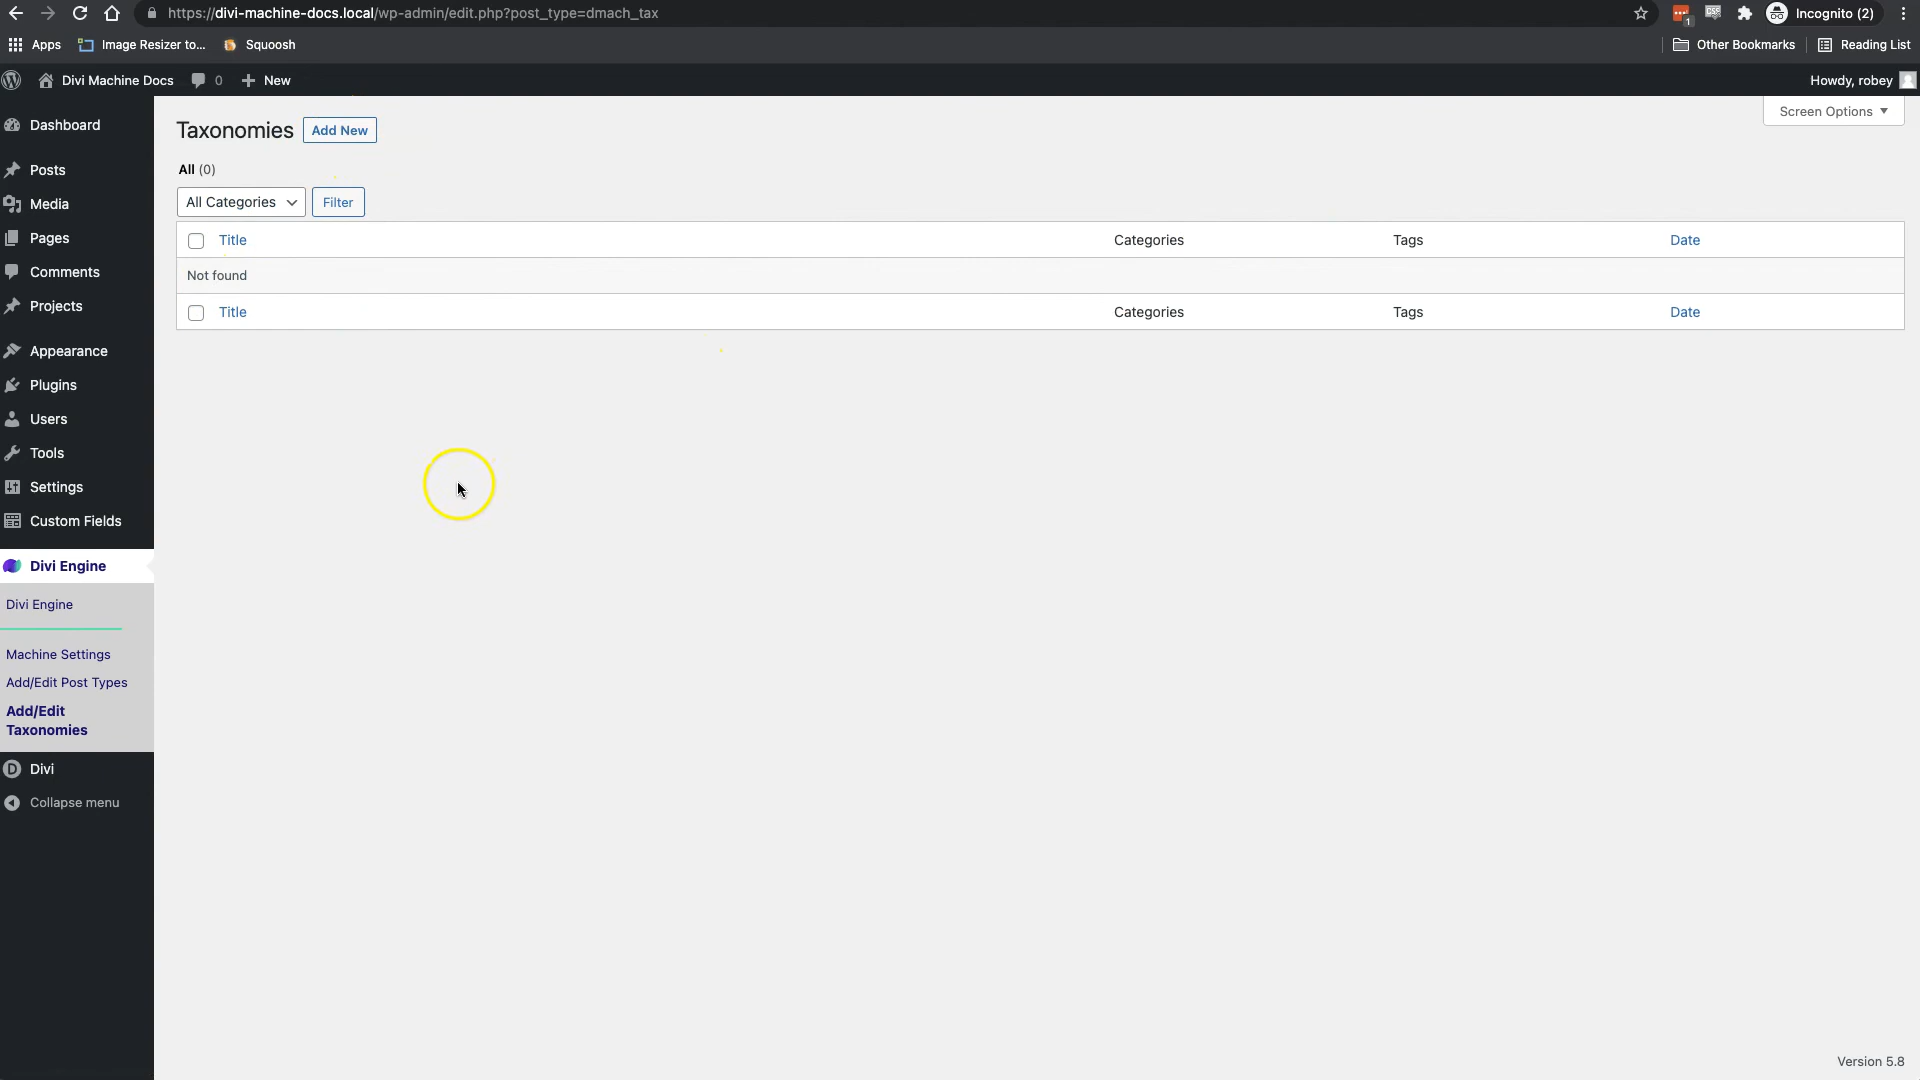 https://divi-machine-docs.local/wp-admin/edit.php?post_type=dmach_tax
1
Incognito (2)
Apps
Image Resizer to...
Squoosh
Other Bookmarks
Reading List
Divi Machine Docs
0
New
Howdy, robey
Screen Options
Dashboard
Posts
Media
Pages
Comments
Projects
Appearance
Plugins
Users
Tools
Settings
Custom Fields
Divi Engine
Divi Engine
Machine Settings
Add/Edit Post Types
Add/Edit
Taxonomies
Divi
Collapse menu
Taxonomies
Add New
All (0)
All Categories
Filter
Title Categories Tags Date
Not found
Title Categories Tags Date
Version 5.8